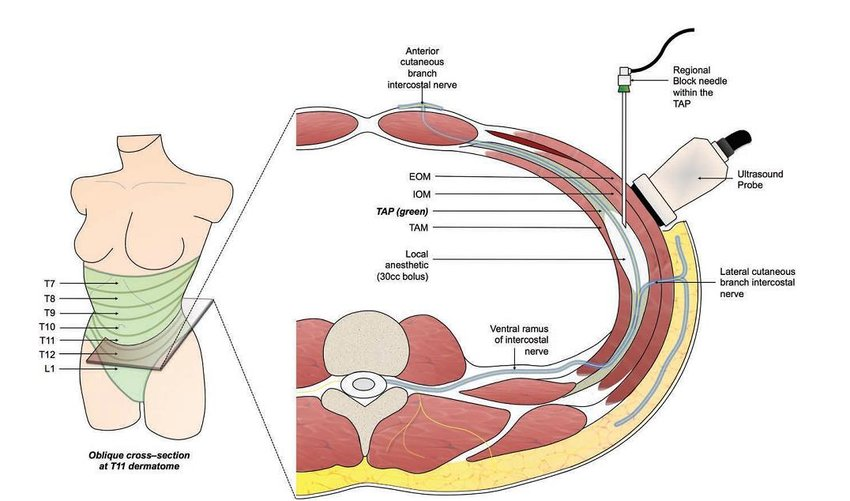 Anterior
cutaneous
branch
intercostal nerve
Regional
Block needle
within the
TAP
EOM
IOM
TAP (green)
TAM
Local
anesthetic
(30cc bolus)
Ultrasound
Probe
Lateral cutaneous
branch intercostal
nerve
Ventral ramus
of intercostal
nerve
T7
T8
T9
T10
T11
T12
L1
Oblique cross–section
at T11 dermatome